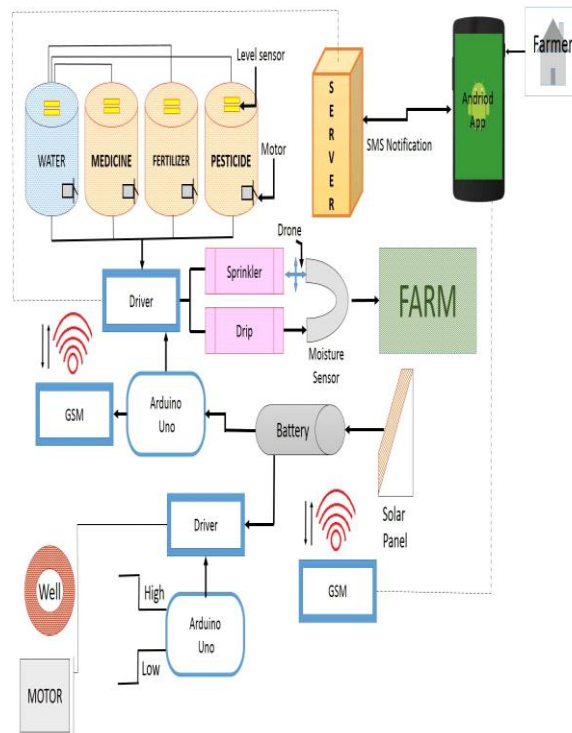 Level sensor
Farmer
Andriod
App
SERVER
SMS Notification
WATER
MEDICINE
FERTILIZER
PESTICIDE
Motor
Drone
Driver
Sprinkler
Drip
FARM
Moisture
Sensor
GSM
Arduino
Uno
Battery
Solar
Panel
Driver
Well
High
Arduino
Uno
Low
GSM
MOTOR